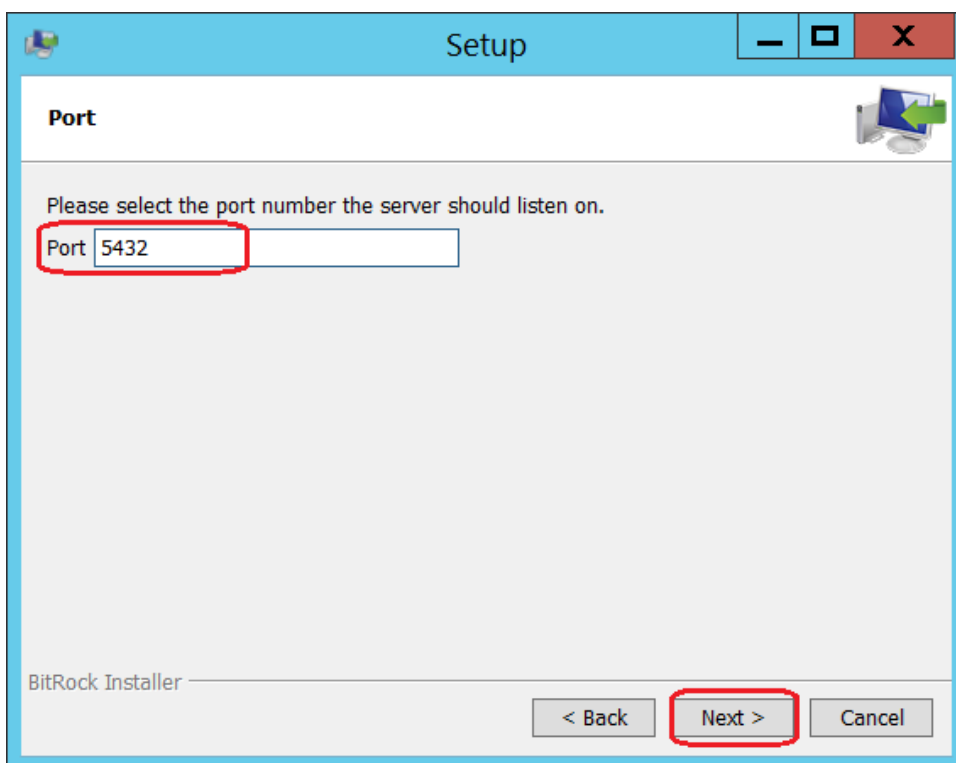 Setup
Port
Please select the port number the server should listen on.
Port 5432
BitRock Installer
< Back Next > Cancel